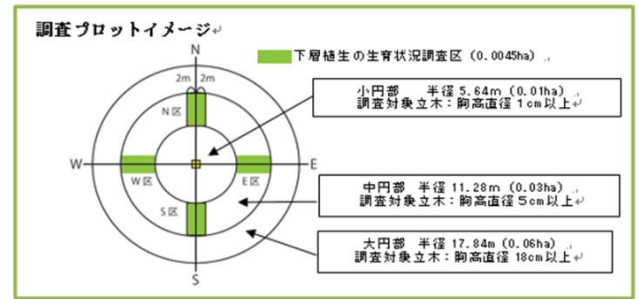 調査プロットイメージ↵
N
下層植生の生育状況調査区（0.0045ha）
2m 2m
小円部 半径 5.64m（0.01ha）
調査対象立木：胸高直径 1cm以上↵
N区
W
E
W区
E区
中円部 半径 11.28m（0.03ha）
調査対象立木：胸高直径 5cm以上↵
S区
大円部 半径 17.84m（0.06ha）
調査対象立木：胸高直径 18cm以上↵
S